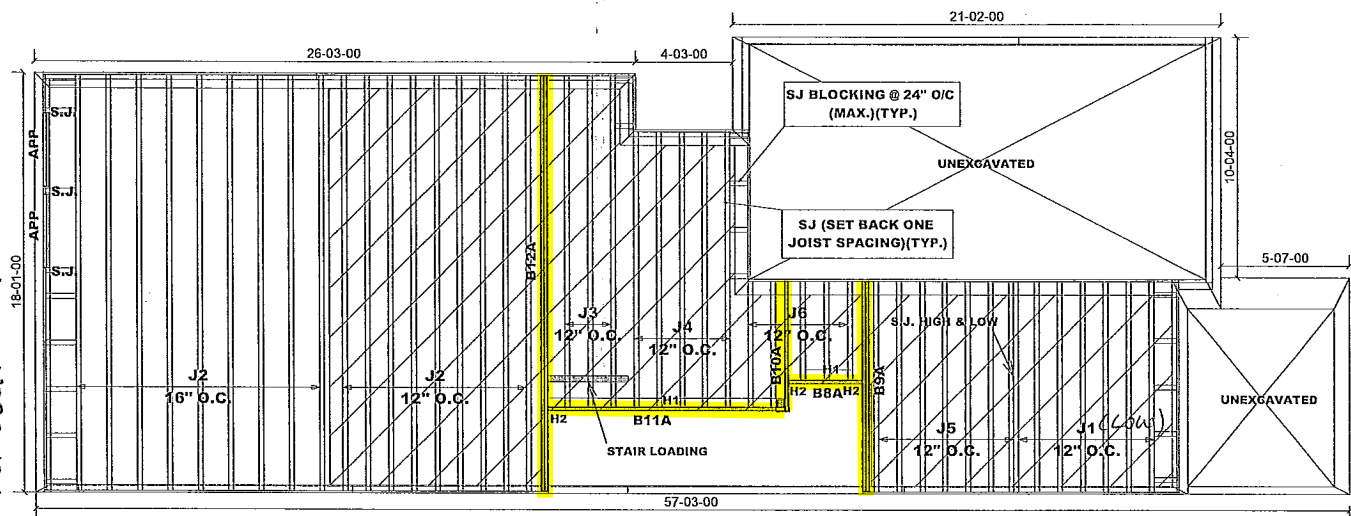 21-02-00
26-03-00
4-03-00
SJ BLOCKING @ 24" O/C
(MAX.)(TYP.)
S.J.
APP
UNEXCAVATED
10-04-00
S.J.
APP
SJ (SET BACK ONE
JOIST SPACING)(TYP.)
5-07-00
S.J.
18-01-00
B12A
J3
12" O.C.
J4
12" O.C.
J6
12" O.C.
S.J. HIGH & LOW
B10A
J2
16" O.C.
J2
12" O.C.
H1
H2
B8A
H2
B9A
UNEXCAVATED
H1
H2
B11A
J5
12" O.C.
J1 (LOW)
12" O.C.
STAIR LOADING
57-03-00